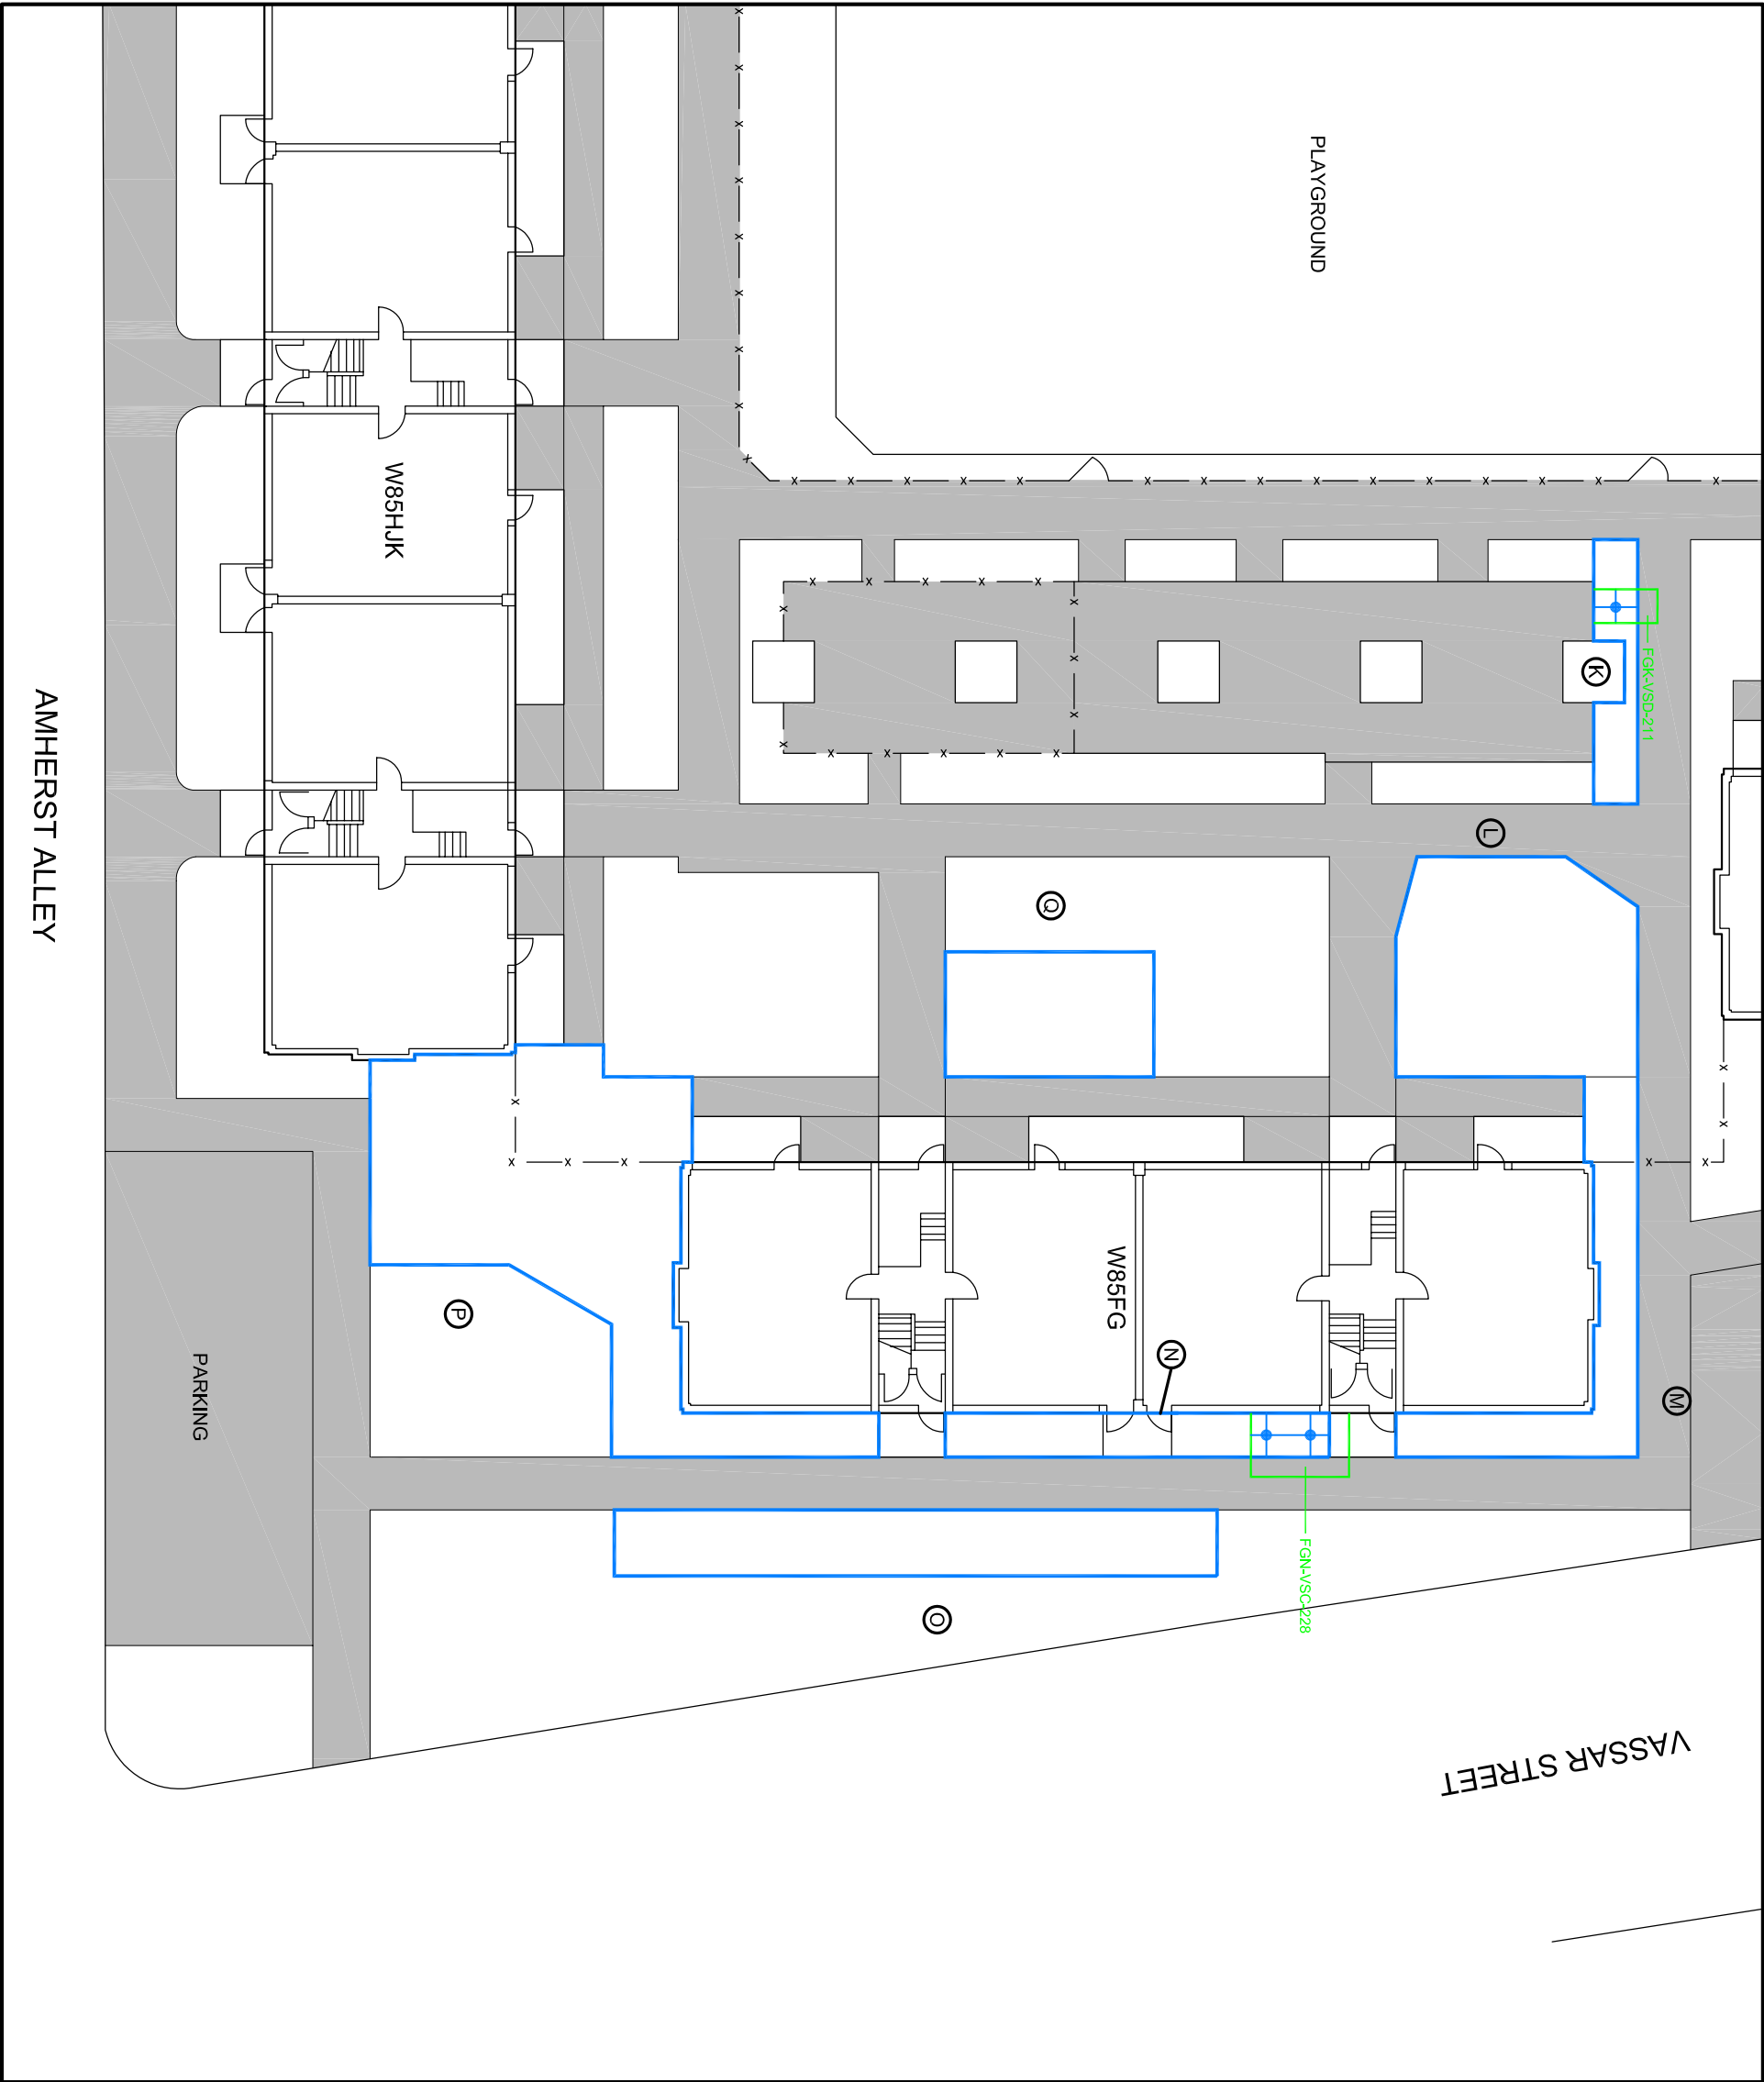 PLAYGROUND
W85HJK
FGK-VSD-211
K
L
Q
AMHERST ALLEY
W85FG
N
M
P
PARKING
FGN-VSC-228
O
VASSAR STREET